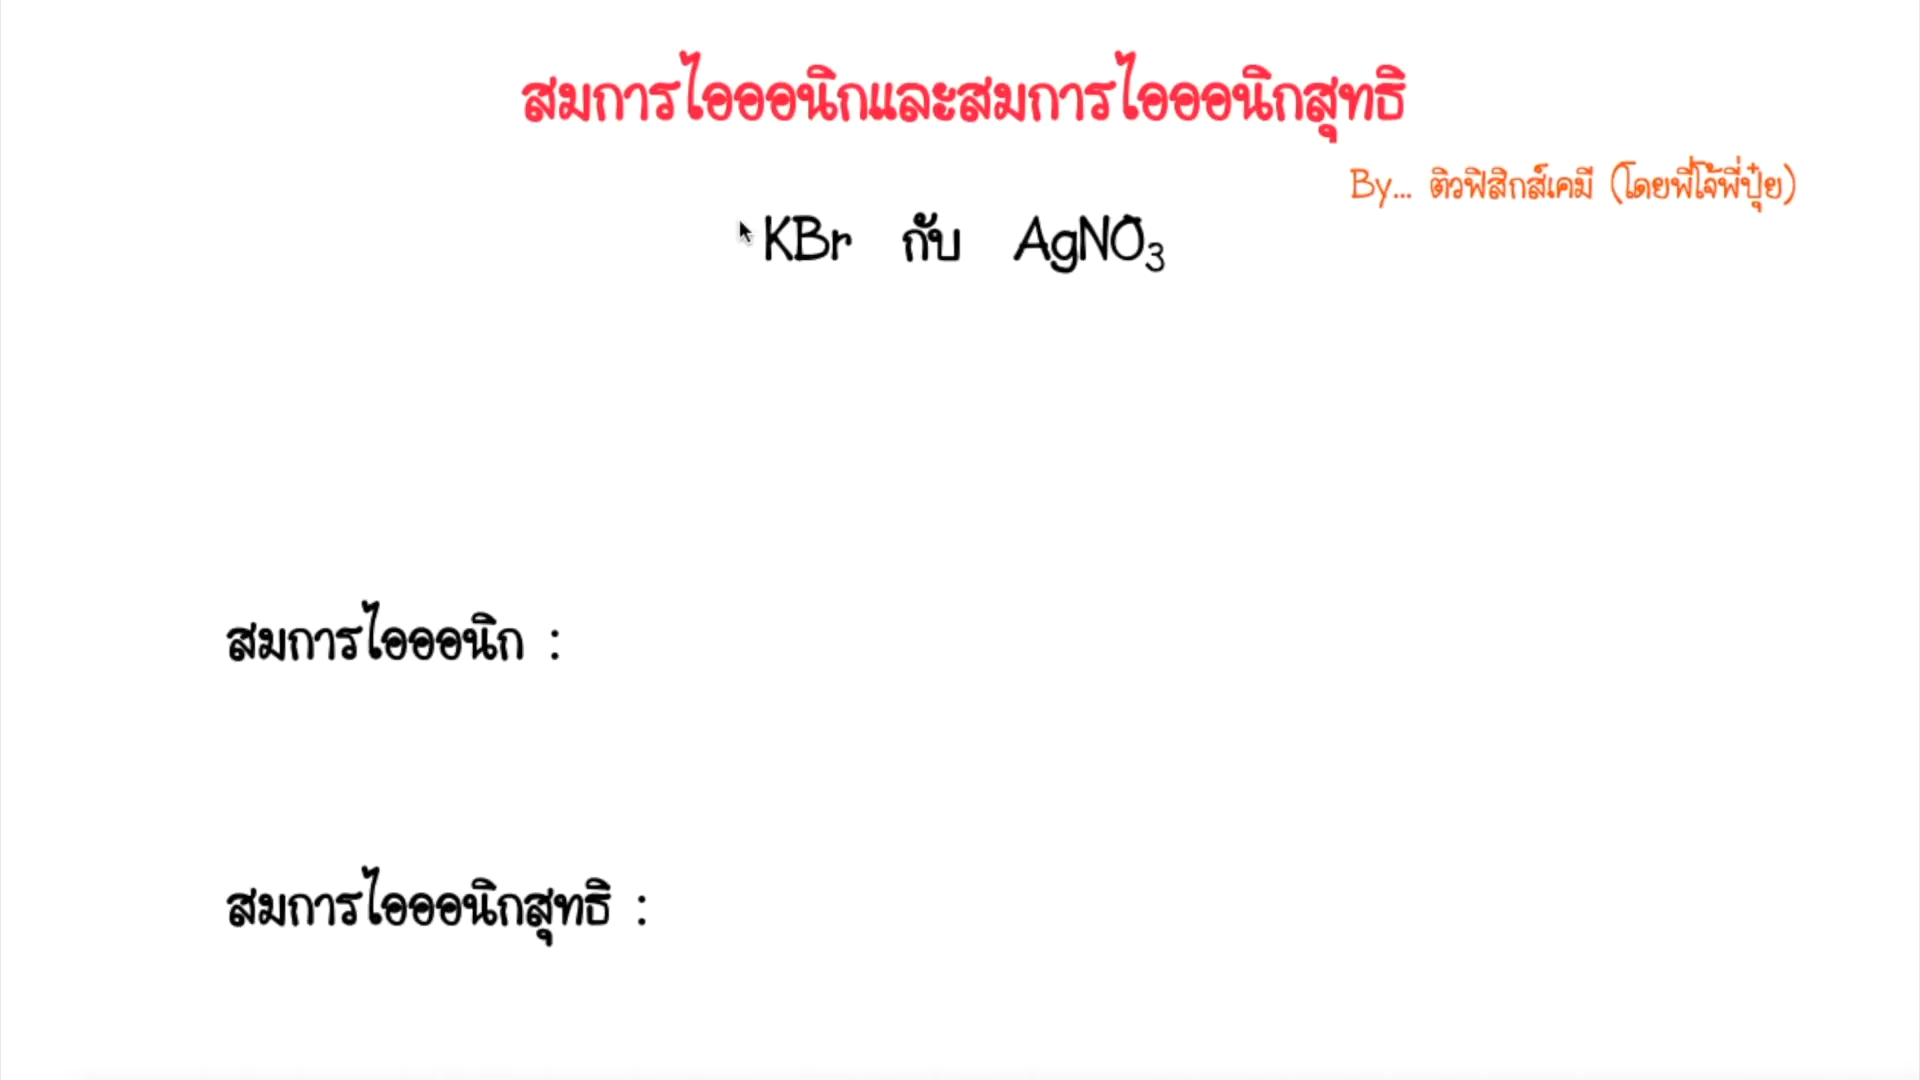 สมการไอออนิกและสมการไอออนิกสุทธิ
By... ติวฟิสิกส์เคมี (โดยพี่โจ้พี่ปุ๋ย)
KBr กับ AgNO₃
สมการไอออนิก :
สมการไอออนิกสุทธิ :